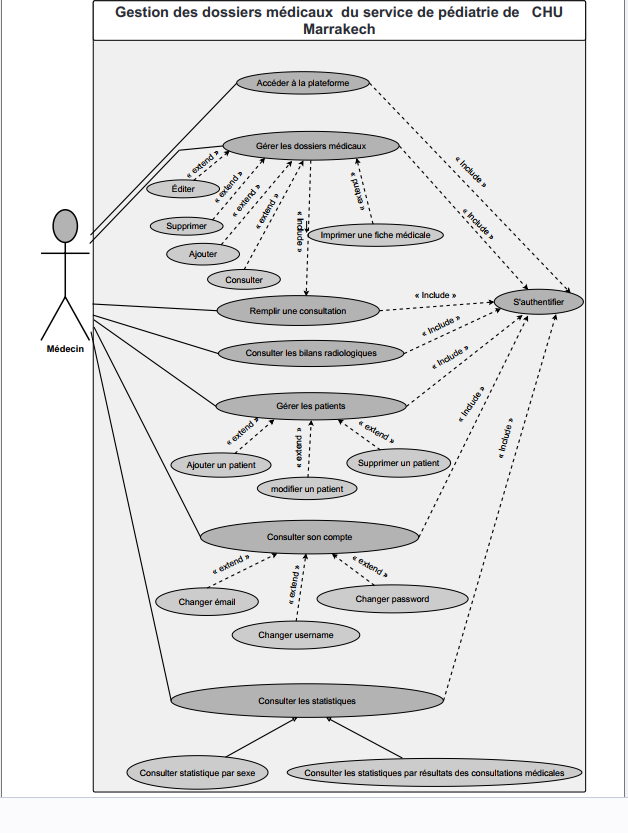 Gestion des dossiers médicaux du service de pédiatrie de CHU
Marrakech
Accéder à la plateforme
Gérer les dossiers médicaux
« Include »
« extend »
« extend »
« extend »
« extend »
« extend »
Éditer
« Include »
« Include »
Supprimer
Imprimer une fiche médicale
Ajouter
Consulter
Médecin
« Include »
S'authentifier
Remplir une consultation
« Include »
Consulter les bilans radiologiques
« Include »
Gérer les patients
« Include »
« extend »
« extend »
« extend »
« Include »
Ajouter un patient
Supprimer un patient
modifier un patient
Consulter son compte
« extend »
« extend »
« extend »
Changer émail
Changer password
Changer username
Consulter les statistiques
Consulter statistique par sexe
Consulter les statistiques par résultats des consultations médicales